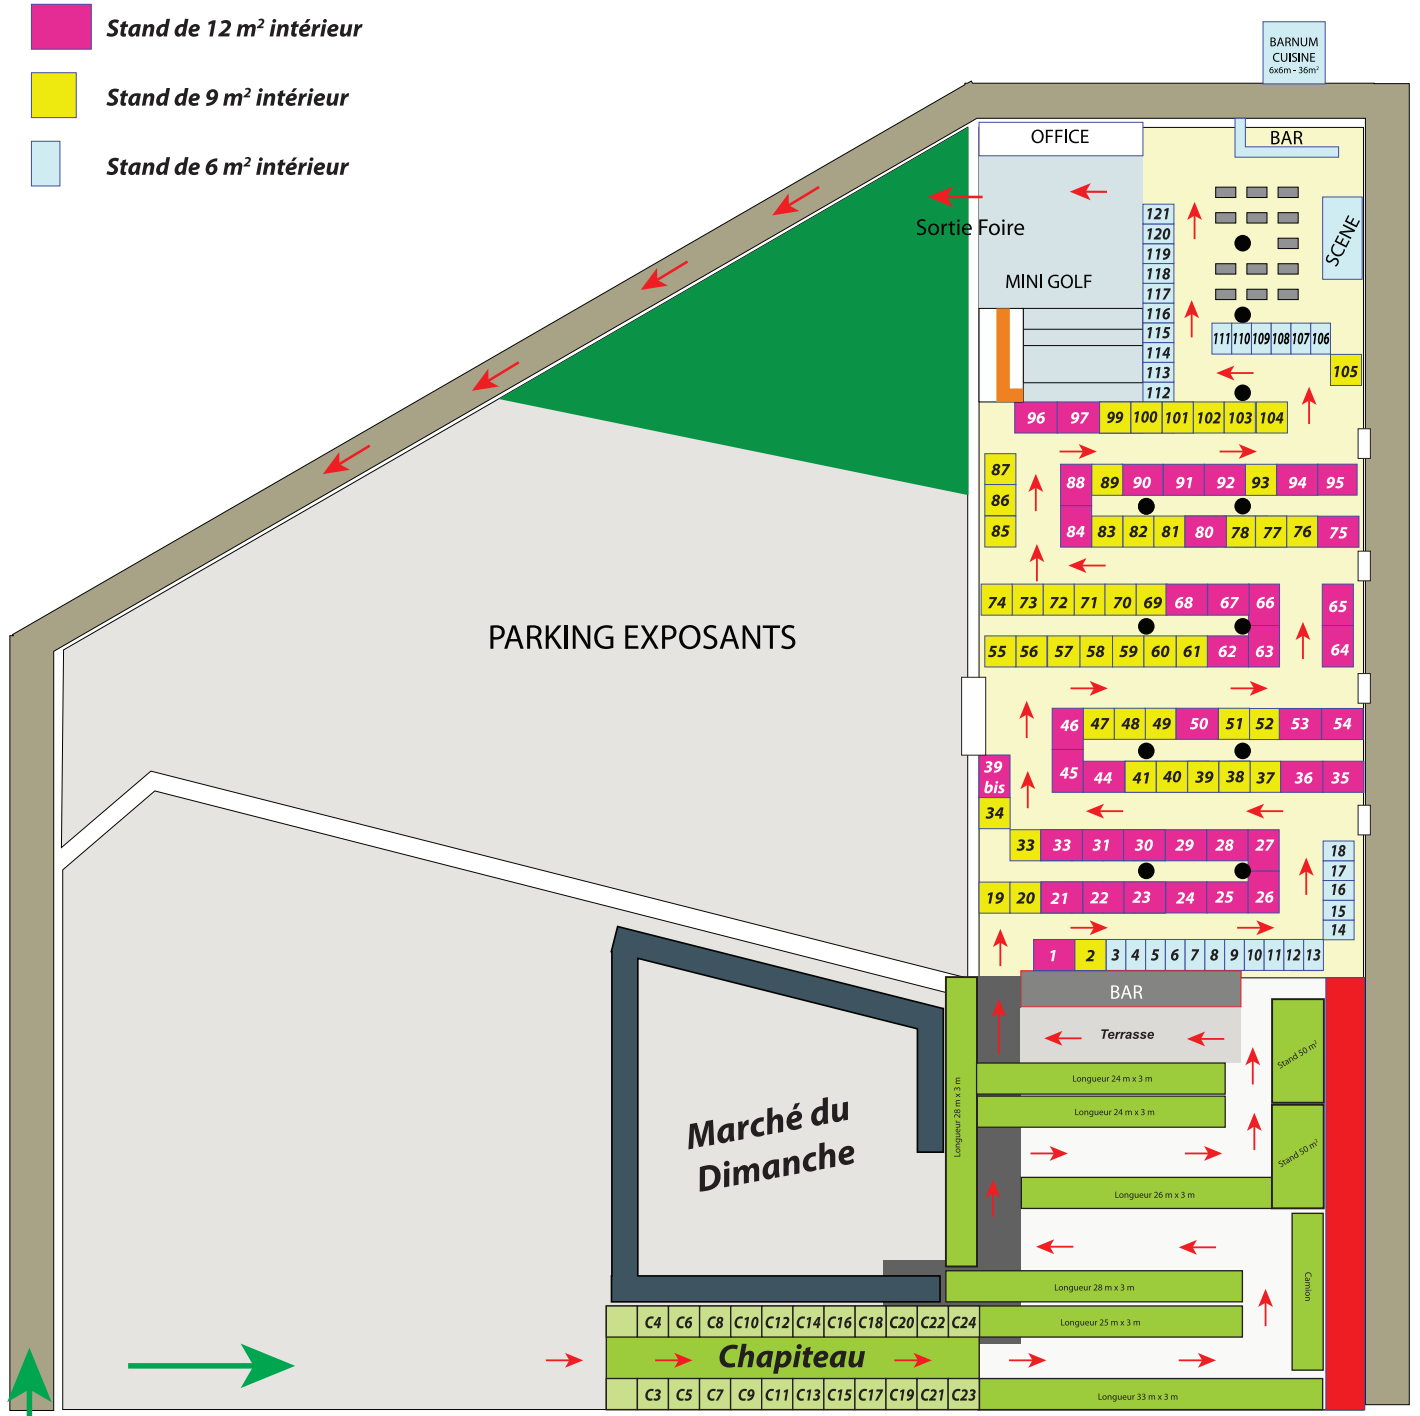 Stand de 12 m² intérieur
Stand de 9 m² intérieur
Stand de 6 m² intérieur
BARNUM
CUISINE
6x6m - 36m²
OFFICE
BAR
Sortie Foire
SCENE
MINI GOLF
121
120
119
118
117
116
115
114
113
112
111 110 109 108 107 106
105
96 97 99 100 101 102 103 104
87
86
85
88 89 90 91 92 93 94 95
84 83 82 81 80 78 77 76 75
PARKING EXPOSANTS
74 73 72 71 70 69 68 67 66
65
64
55 56 57 58 59 60 61 62 63
46 47 48 49 50 51 52 53 54
45 44 41 40 39 38 37 36 35
39
bis
34
33 33 31 30 29 28 27
18
17
16
15
14
19 20 21 22 23 24 25 26
1 2 3 4 5 6 7 8 9 10 11 12 13
BAR
Terrasse
Stand 50 m²
Longueur 24 m x 3 m
Longueur 24 m x 3 m
Longueur 28 m x 3 m
Marché du
Dimanche
Stand 50 m²
Longueur 26 m x 3 m
Longueur 28 m x 3 m
Camion
C4 C6 C8 C10 C12 C14 C16 C18 C20 C22 C24
Longueur 25 m x 3 m
Chapiteau
C3 C5 C7 C9 C11 C13 C15 C17 C19 C21 C23
Longueur 33 m x 3 m